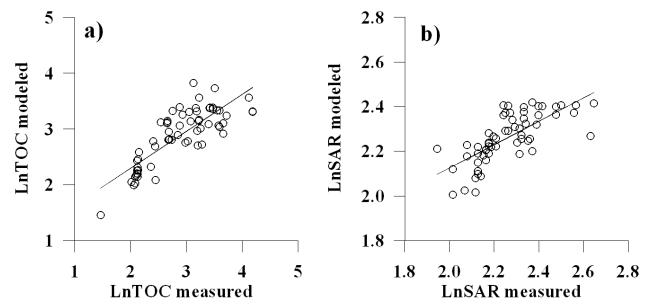 a)
LnTOC modeled
5
4
3
2
1
1 2 3 4 5
LnTOC measured
b)
LnSAR modeled
2.8
2.6
2.4
2.2
2.0
1.8
1.8 2.0 2.2 2.4 2.6 2.8
LnSAR measured